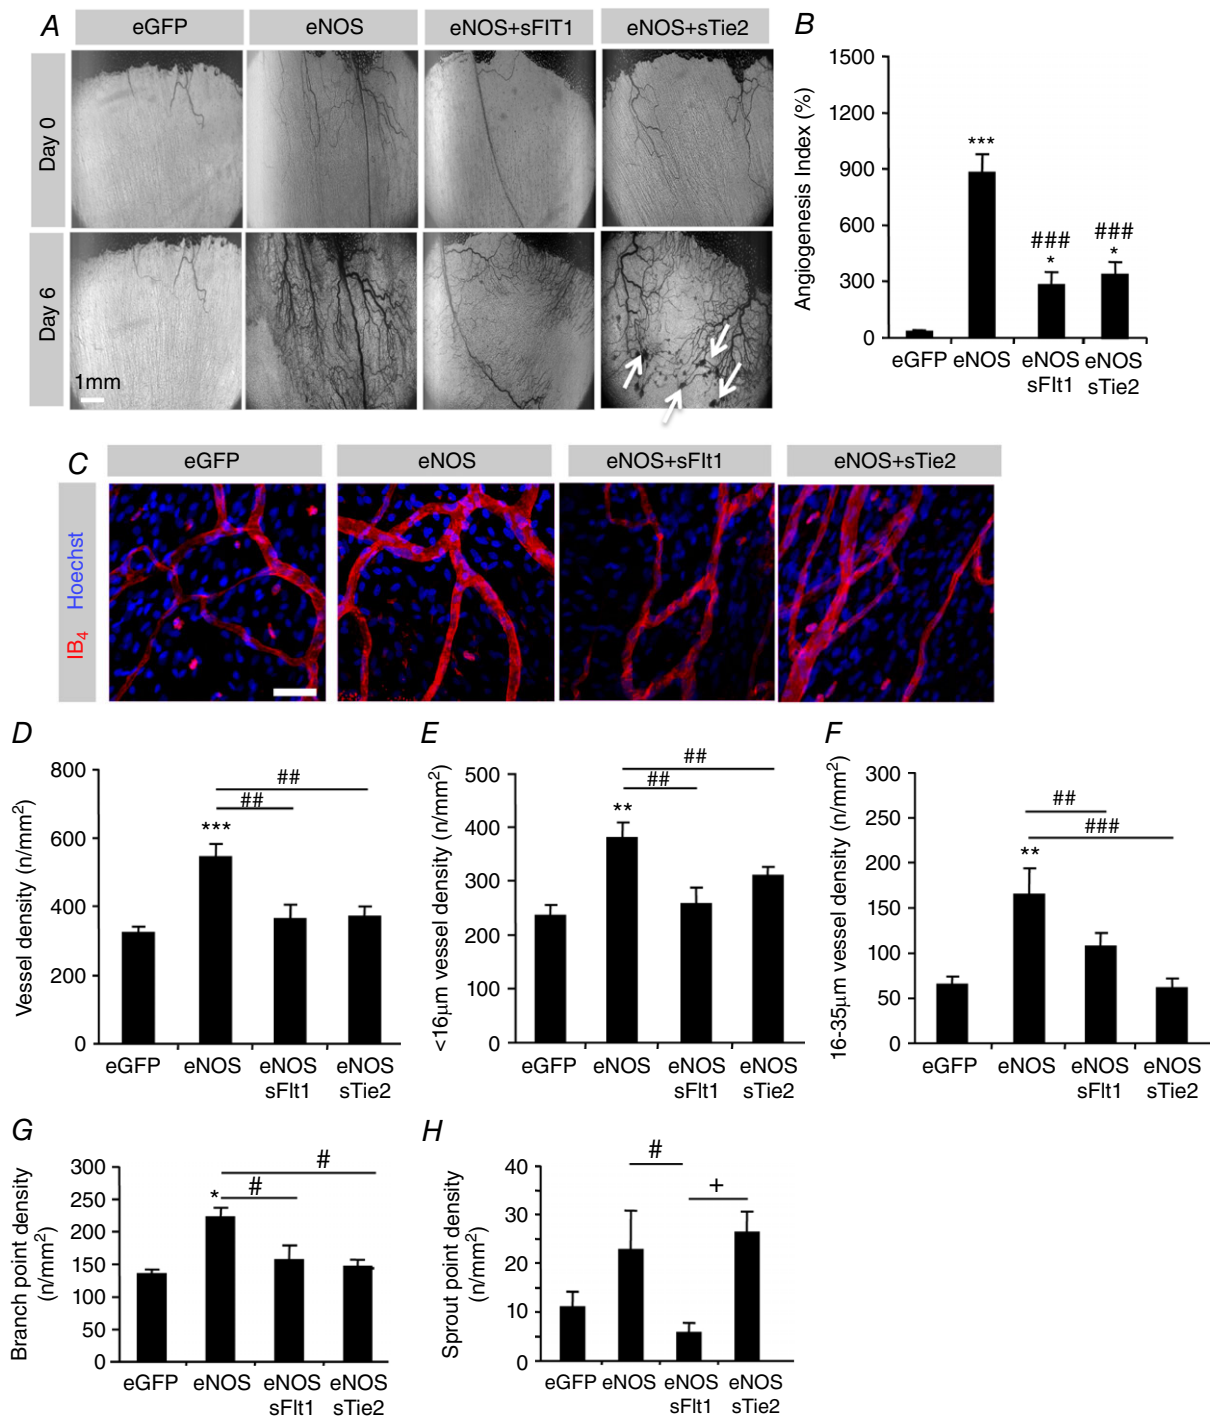 A
eGFP
eNOS
eNOS+sFIT1
eNOS+sTie2
Day 0
Day 6
1mm
B
Angiogenesis Index (%)
1500
1200
900
600
300
0
***
###
*
###
*
eGFP
eNOS
eNOS
sFlt1
eNOS
sTie2
C
eGFP
eNOS
eNOS+sFlt1
eNOS+sTie2
IB4 Hoechst
D
Vessel density (n/mm2)
800
600
400
200
0
##
##
***
eGFP
eNOS
eNOS
sFlt1
eNOS
sTie2
E
<16µm vessel density (n/mm2)
500
400
300
200
100
0
##
##
**
eGFP
eNOS
eNOS
sFlt1
eNOS
sTie2
F
16-35µm vessel density (n/mm2)
300
250
200
150
100
50
0
##
###
**
eGFP
eNOS
eNOS
sFlt1
eNOS
sTie2
G
Branch point density
(n/mm2)
300
250
200
150
100
50
0
#
#
*
eGFP
eNOS
eNOS
sFlt1
eNOS
sTie2
H
Sprout point density
(n/mm2)
40
30
20
10
0
#
+
eGFP
eNOS
eNOS
sFlt1
eNOS
sTie2